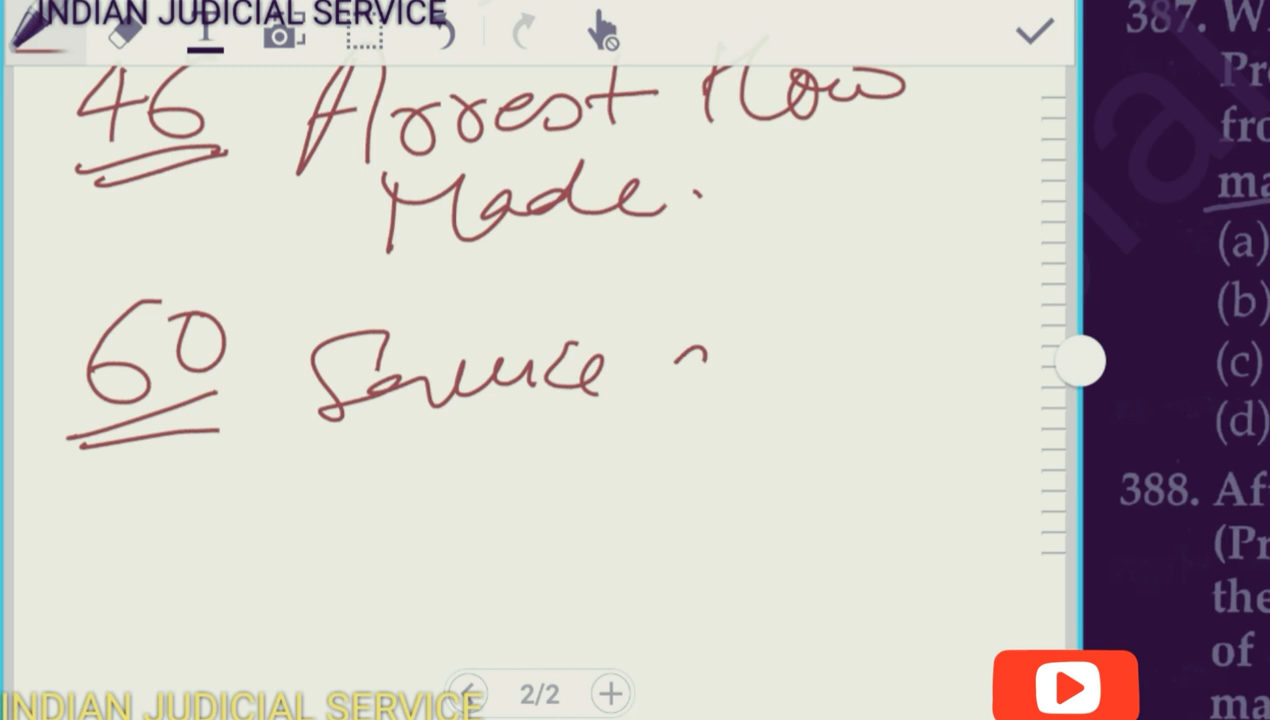 INDIAN JUDICIAL SERVICE
T
46 Arrest How
Made.
60 Service
2/2
INDIAN JUDICIAL SERVICE
387. W
Pr
fro
ma
(a)
(b)
(c)
(d)
388. Af
(Pr
the
of
ma